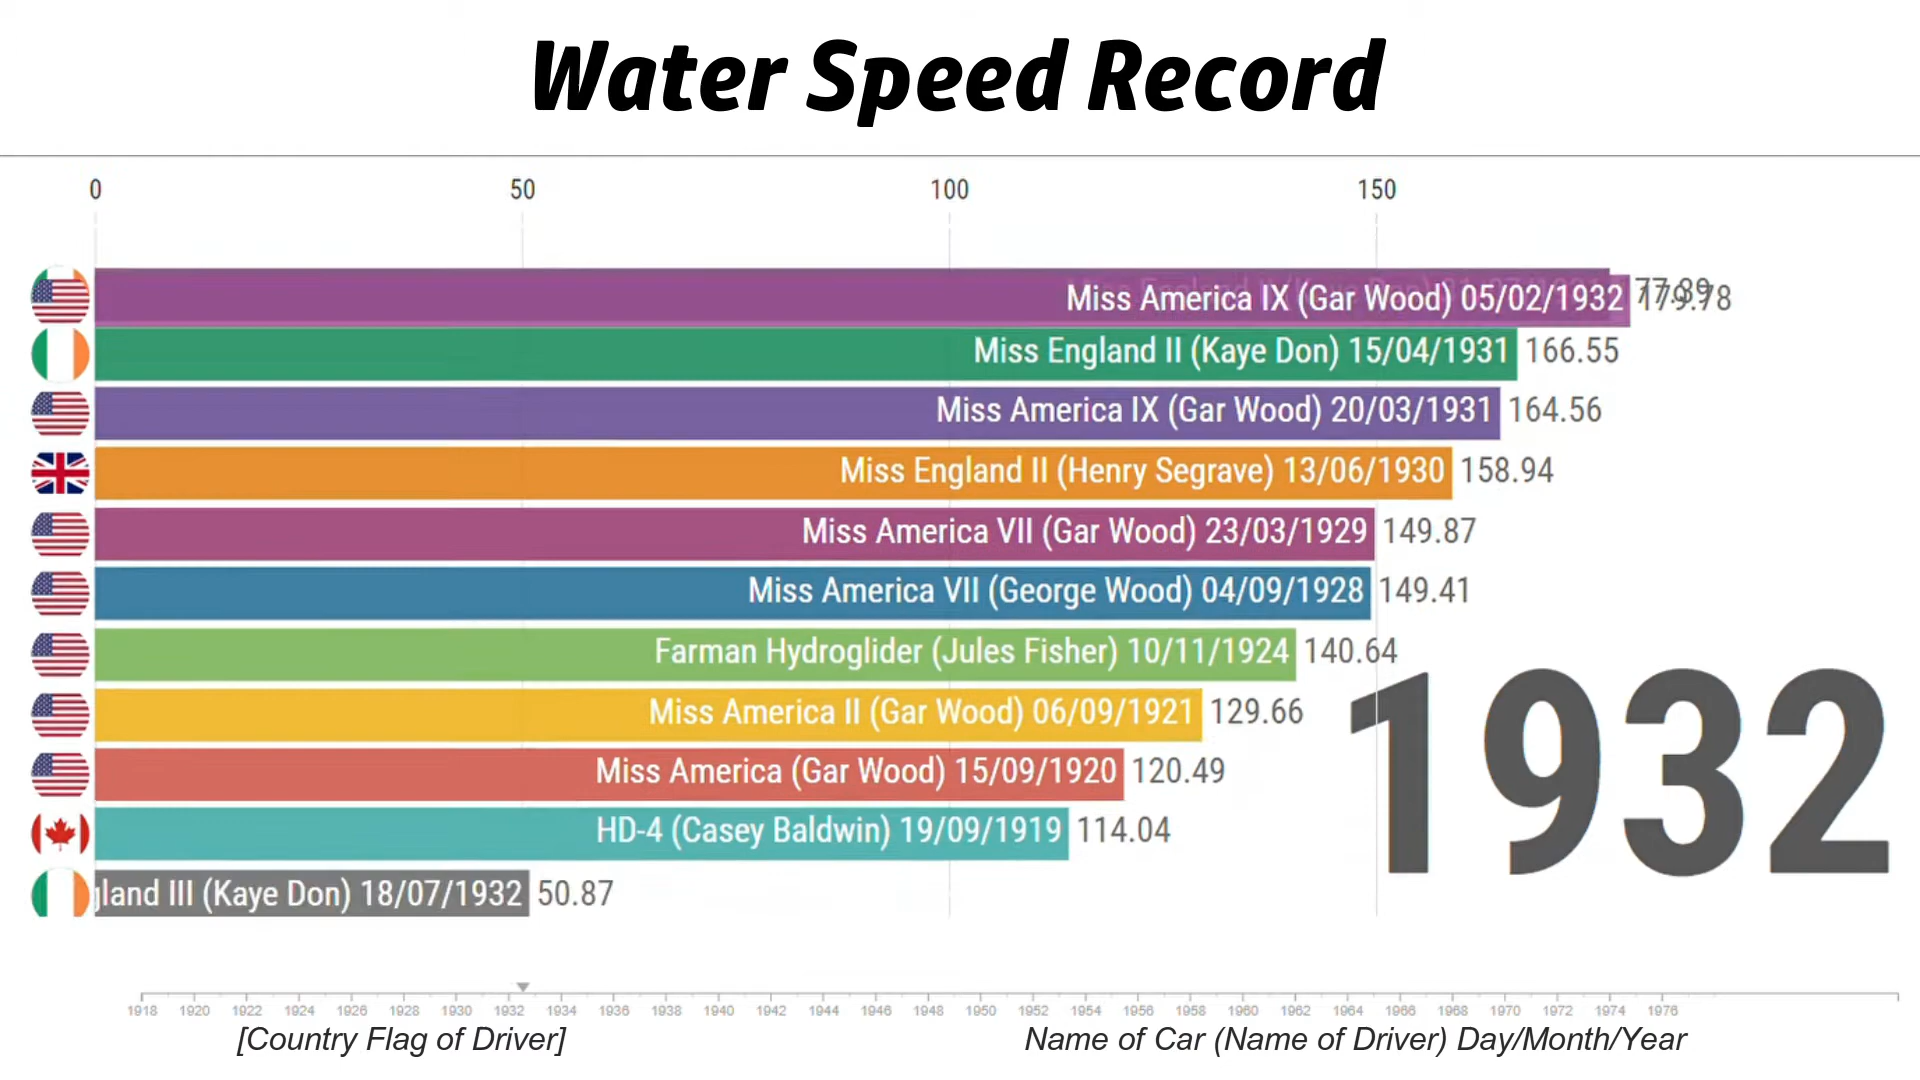 Water Speed Record
0 50 100 150
Miss America IX (Gar Wood) 05/02/1932 179.78
77.39
Miss England II (Kaye Don) 15/04/1931 166.55
Miss America IX (Gar Wood) 20/03/1931 164.56
Miss England II (Henry Segrave) 13/06/1930 158.94
Miss America VII (Gar Wood) 23/03/1929 149.87
Miss America VII (George Wood) 04/09/1928 149.41
Farman Hydroglider (Jules Fisher) 10/11/1924 140.64
Miss America II (Gar Wood) 06/09/1921 129.66
Miss America (Gar Wood) 15/09/1920 120.49
HD-4 (Casey Baldwin) 19/09/1919 114.04
gland III (Kaye Don) 18/07/1932 50.87
1932
1918 1920 1922 1924 1926 1928 1930 1932 1934 1936 1938 1940 1942 1944 1946 1948 1950 1952 1954 1956 1958 1960 1962 1964 1966 1968 1970 1972 1974 1976
[Country Flag of Driver] Name of Car (Name of Driver) Day/Month/Year